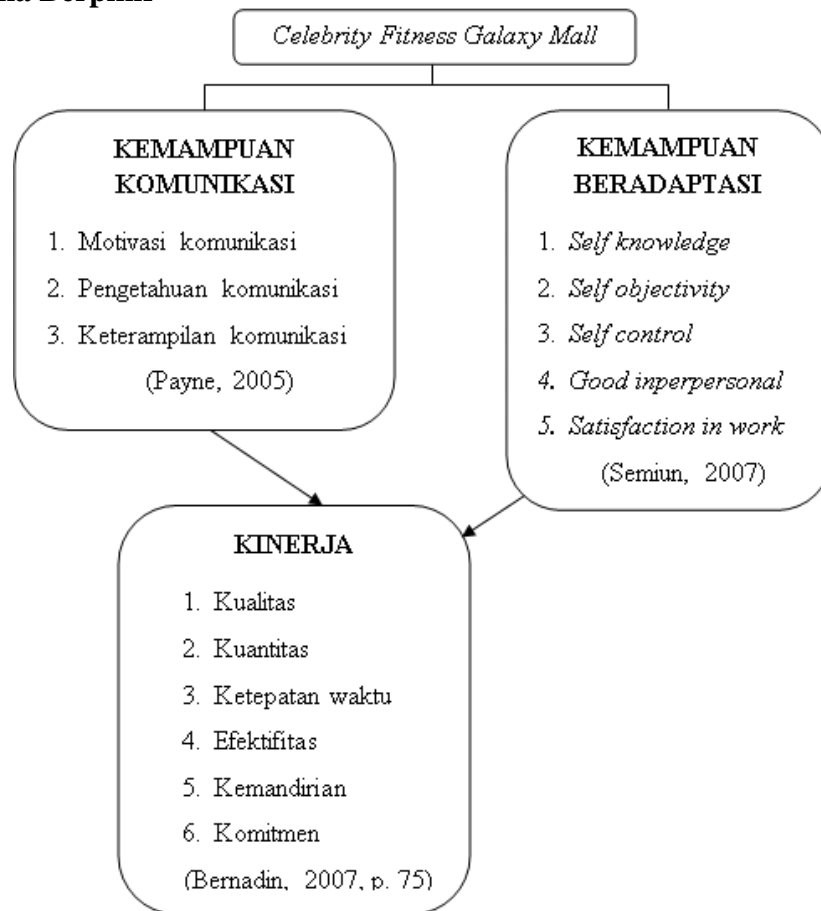 Celebrity Fitness Galaxy Mall
KEMAMPUAN
KOMUNIKASI
1. Motivasi komunikasi
2. Pengetahuan komunikasi
3. Keterampilan komunikasi
(Payne, 2005)
KEMAMPUAN
BERADAPTASI
1. Self knowledge
2. Self objectivity
3. Self control
4. Good inperpersonal
5. Satisfaction in work
(Semiun, 2007)
KINERJA
1. Kualitas
2. Kuantitas
3. Ketepatan waktu
4. Efektifitas
5. Kemandirian
6. Komitmen
(Bernadin, 2007, p. 75)